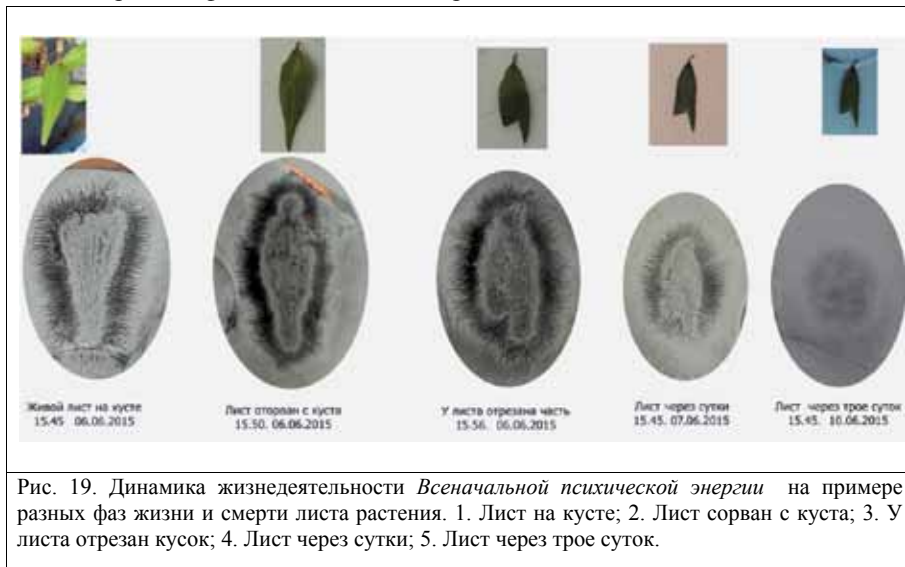 Живой лист на кусте
15.45 06.06.2015
Лист оторван с куста
15.50. 06.06.2015
У листа отрезана часть
15.56. 06.06.2015
Лист через сутки
15.45. 07.06.2015
Лист через трое суток
15.45. 10.06.2015
Рис. 19. Динамика жизнедеятельности Всеначальной психической энергии на примере
разных фаз жизни и смерти листа растения. 1. Лист на кусте; 2. Лист сорван с куста; 3. У
листа отрезан кусок; 4. Лист через сутки; 5. Лист через трое суток.